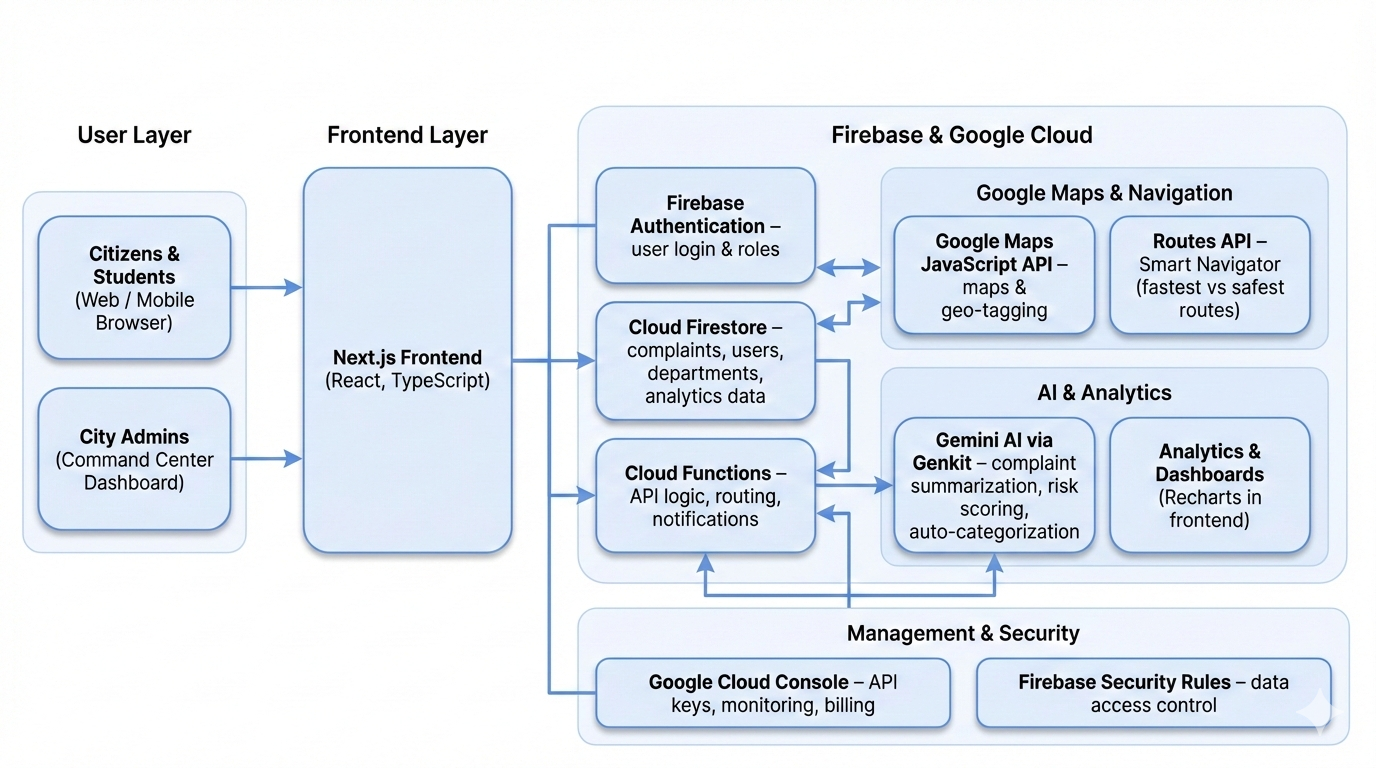 User Layer
Citizens &
Students
(Web / Mobile
Browser)
City Admins
(Command Center
Dashboard)
Frontend Layer
Next.js Frontend
(React, TypeScript)
Firebase & Google Cloud
Firebase
Authentication –
user login & roles
Cloud Firestore –
complaints, users,
departments,
analytics data
Cloud Functions –
API logic, routing,
notifications
Google Maps & Navigation
Google Maps
JavaScript API –
maps &
geo-tagging
Routes API –
Smart Navigator
(fastest vs safest
routes)
AI & Analytics
Gemini AI via
Genkit – complaint
summarization, risk
scoring,
auto-categorization
Analytics &
Dashboards
(Recharts in
frontend)
Management & Security
Google Cloud Console – API
keys, monitoring, billing
Firebase Security Rules – data
access control